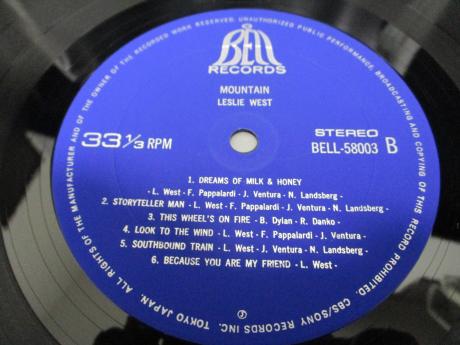 BELL
RECORDS
MOUNTAIN
LESLIE WEST
33 1/3 RPM
STEREO
BELL-58003 B
1. DREAMS OF MILK & HONEY
- L. West - F. Pappalardi - J. Ventura - N. Landsberg -
2. STORYTELLER MAN - L. West - F. Pappalardi - J. Ventura - N. Landsberg -
3. THIS WHEEL'S ON FIRE - B. Dylan - R. Danko -
4. LOOK TO THE WIND - L. West - F. Pappalardi - J. Ventura -
5. SOUTHBOUND TRAIN - L. West - J. Ventura - N. Landsberg -
6. BECAUSE YOU ARE MY FRIEND - L. West -
Ⓟ
ALL RIGHTS OF THE MANUFACTURER AND OF THE OWNER OF THE RECORDED WORK RESERVED. UNAUTHORIZED PUBLIC PERFORMANCE, BROADCASTING AND COPYING OF THIS RECORD PROHIBITED.
CBS/SONY RECORDS INC. TOKYO JAPAN.